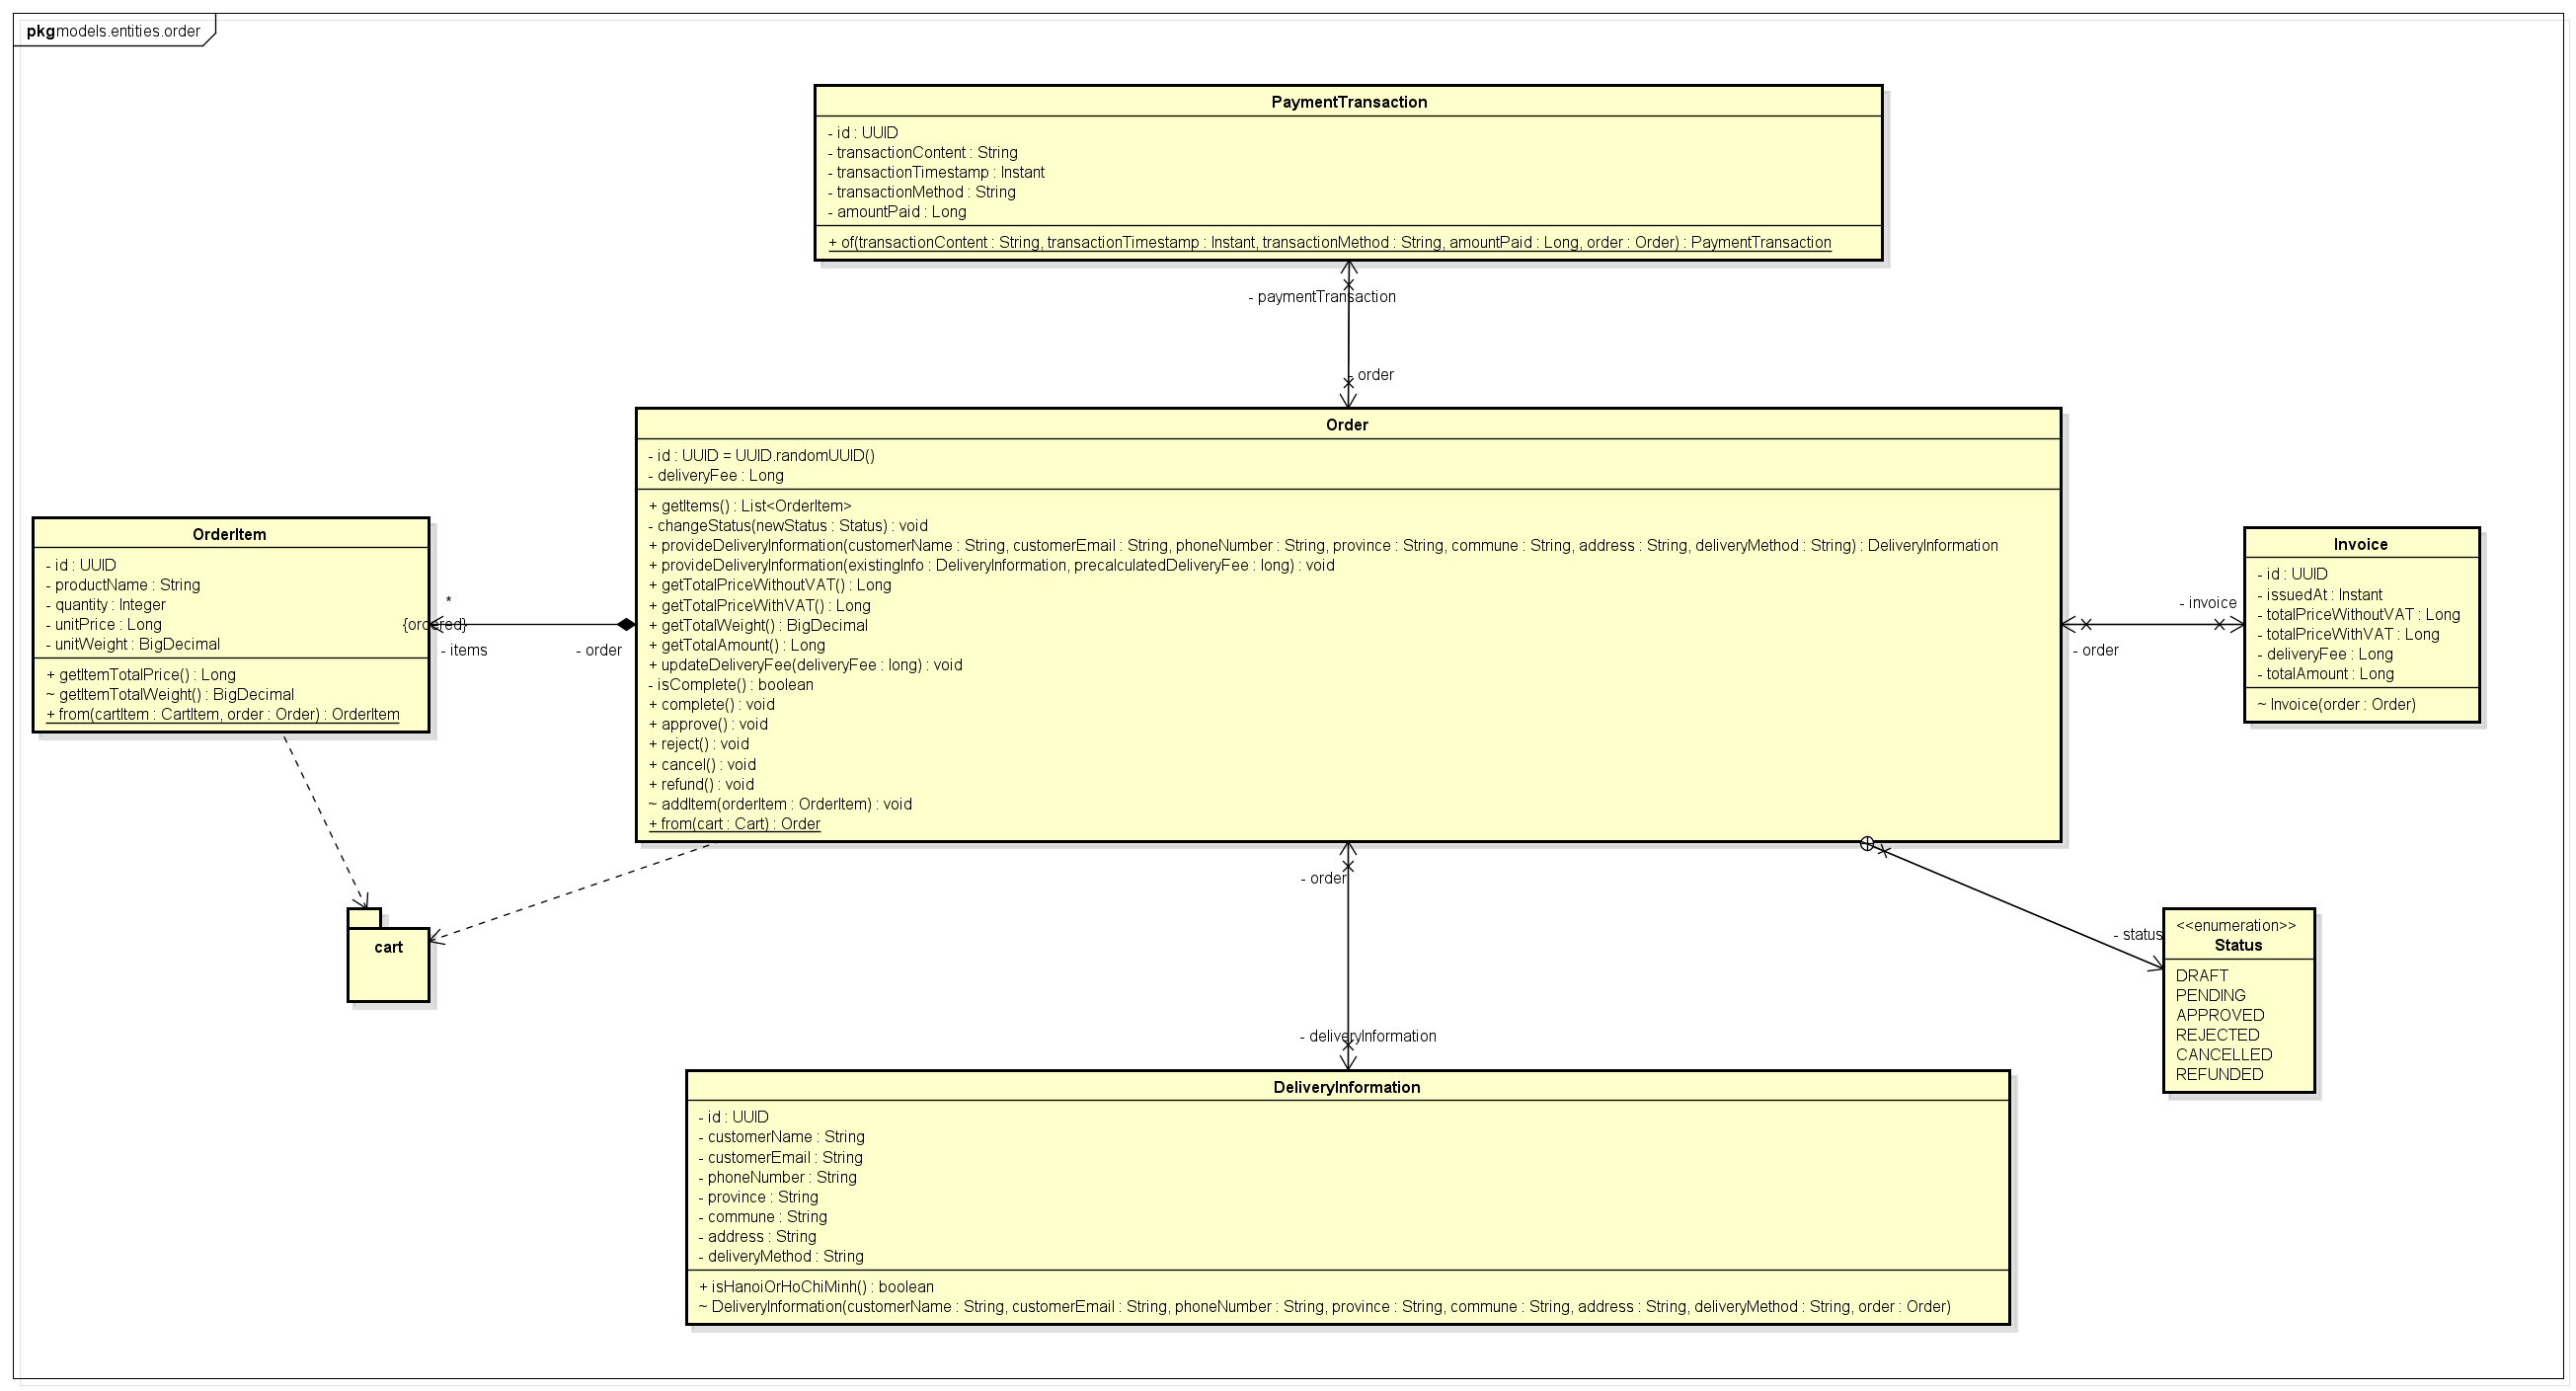 pkg models.entities.order
PaymentTransaction
- id : UUID
- transactionContent : String
- transactionTimestamp : Instant
- transactionMethod : String
- amountPaid : Long
+ of(transactionContent : String, transactionTimestamp : Instant, transactionMethod : String, amountPaid : Long, order : Order) : PaymentTransaction
- paymentTransaction
- order
Order
- id : UUID = UUID.randomUUID()
- deliveryFee : Long
+ getItems() : List<OrderItem>
- changeStatus(newStatus : Status) : void
+ provideDeliveryInformation(customerName : String, customerEmail : String, phoneNumber : String, province : String, commune : String, address : String, deliveryMethod : String) : DeliveryInformation
+ provideDeliveryInformation(existingInfo : DeliveryInformation, precalculatedDeliveryFee : long) : void
+ getTotalPriceWithoutVAT() : Long
+ getTotalPriceWithVAT() : Long
+ getTotalWeight() : BigDecimal
+ getTotalAmount() : Long
+ updateDeliveryFee(deliveryFee : long) : void
- isComplete() : boolean
+ complete() : void
+ approve() : void
+ reject() : void
+ cancel() : void
+ refund() : void
~ addItem(orderItem : OrderItem) : void
+ from(cart : Cart) : Order
OrderItem
- id : UUID
- productName : String
- quantity : Integer
- unitPrice : Long
- unitWeight : BigDecimal
+ getItemTotalPrice() : Long
~ getItemTotalWeight() : BigDecimal
+ from(cartItem : CartItem, order : Order) : OrderItem
*
{ordered}
- items
- order
Invoice
- id : UUID
- issuedAt : Instant
- totalPriceWithoutVAT : Long
- totalPriceWithVAT : Long
- deliveryFee : Long
- totalAmount : Long
~ Invoice(order : Order)
- invoice
- order
cart
- order
- deliveryInformation
- status
<<enumeration>>
Status
DRAFT
PENDING
APPROVED
REJECTED
CANCELLED
REFUNDED
DeliveryInformation
- id : UUID
- customerName : String
- customerEmail : String
- phoneNumber : String
- province : String
- commune : String
- address : String
- deliveryMethod : String
+ isHanoiOrHoChiMinh() : boolean
~ DeliveryInformation(customerName : String, customerEmail : String, phoneNumber : String, province : String, commune : String, address : String, deliveryMethod : String, order : Order)